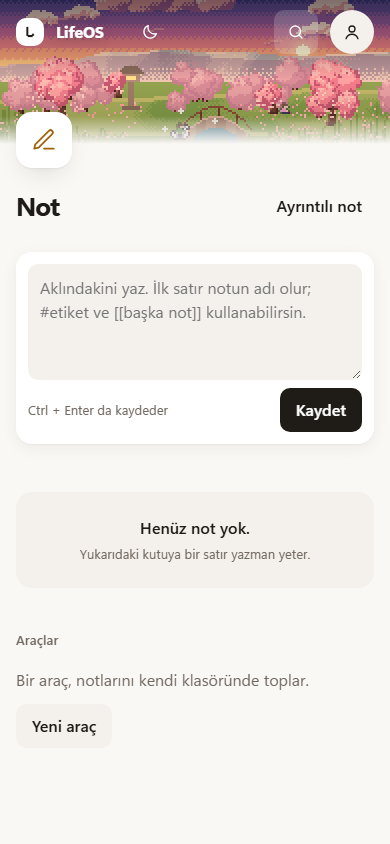 LifeOS
Not
Ayrıntılı not
Aklındakini yaz. İlk satır notun adı olur;
#etiket ve [[başka not]] kullanabilirsin.
Ctrl + Enter da kaydeder
Kaydet
Henüz not yok.
Yukarıdaki kutuya bir satır yazman yeter.
Araçlar
Bir araç, notlarını kendi klasöründe toplar.
Yeni araç